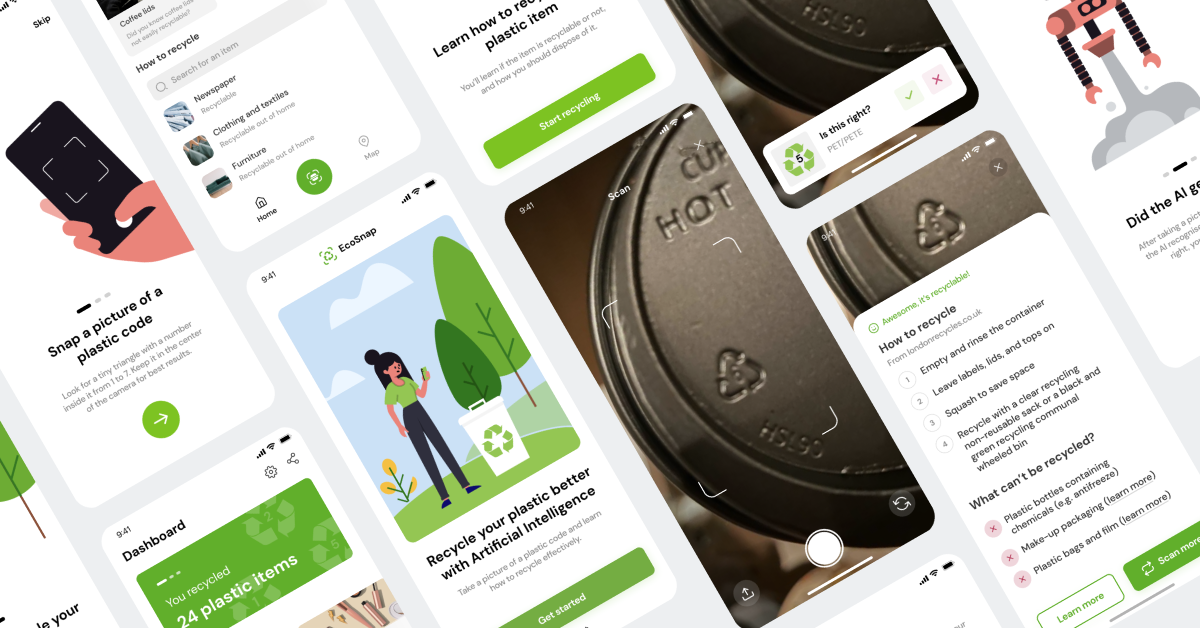 Skip
Snap a picture of a
plastic code
Look for a tiny triangle with a number
inside it from 1 to 7. Keep it in the center
of the camera for best results.
Coffee lids
Did you know coffee lids
not easily recyclable?
How to recycle
Search for an item
Newspaper
Recyclable
Clothing and textiles
Recyclable out of home
Furniture
Recyclable out of home
Home
Map
9:41
Dashboard
You recycled
24 plastic items
9:41
EcoSnap
Recycle your plastic better
with Artificial Intelligence
Take a picture of a plastic code and learn
how to recycle effectively.
Get started
Learn how to
plastic item
You'll learn if the item is recyclable or not,
and how you should dispose of it.
Start recycling
9:41
Scan
CUP
HOT
6
CGTSH
CGTSH
Is this right?
PET/PETE
5
9:41
6
Awesome, it's recyclable!
How to recycle
From londonrecycles.co.uk
1 Empty and rinse the container
2 Leave labels, lids, and tops on
3 Squash to save space
4 Recycle with a clear recycling
non-reusable sack or a black and
green recycling communal
wheeled bin
What can't be recycled?
Plastic bottles containing
chemicals (e.g. antifreeze)
Make-up packaging (learn more)
Plastic bags and film (learn more)
Learn more
Scan more
Did the AI
After taking a
the AI
right,
your